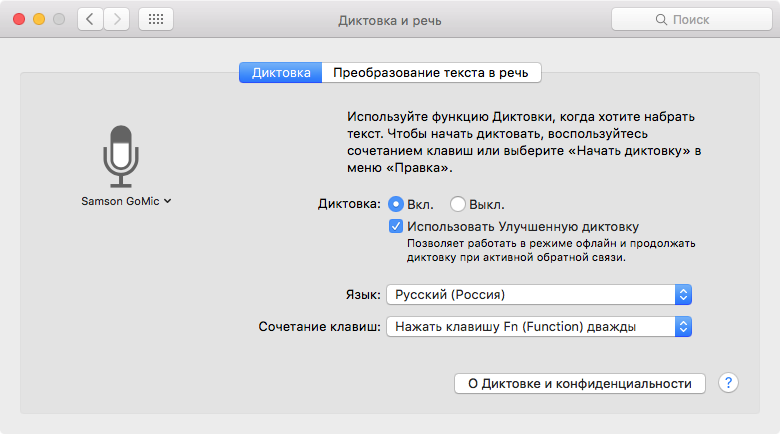 Диктовка и речь
Поиск
Диктовка
Преобразование текста в речь
Используйте функцию Диктовки, когда хотите набрать
текст. Чтобы начать диктовать, воспользуйтесь
сочетанием клавиш или выберите «Начать диктовку» в
меню «Правка».
Samson GoMic
Диктовка: Вкл. Выкл.
Использовать Улучшенную диктовку
Позволяет работать в режиме офлайн и продолжать
диктовку при активной обратной связи.
Язык: Русский (Россия)
Сочетание клавиш: Нажать клавишу Fn (Function) дважды
О Диктовке и конфиденциальности ?